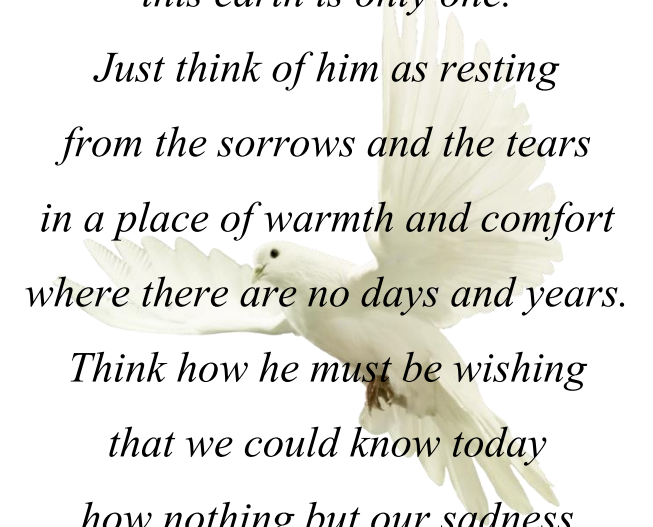 this earth is only one.
Just think of him as resting
from the sorrows and the tears
in a place of warmth and comfort
where there are no days and years.
Think how he must be wishing
that we could know today
how nothing but our sadness